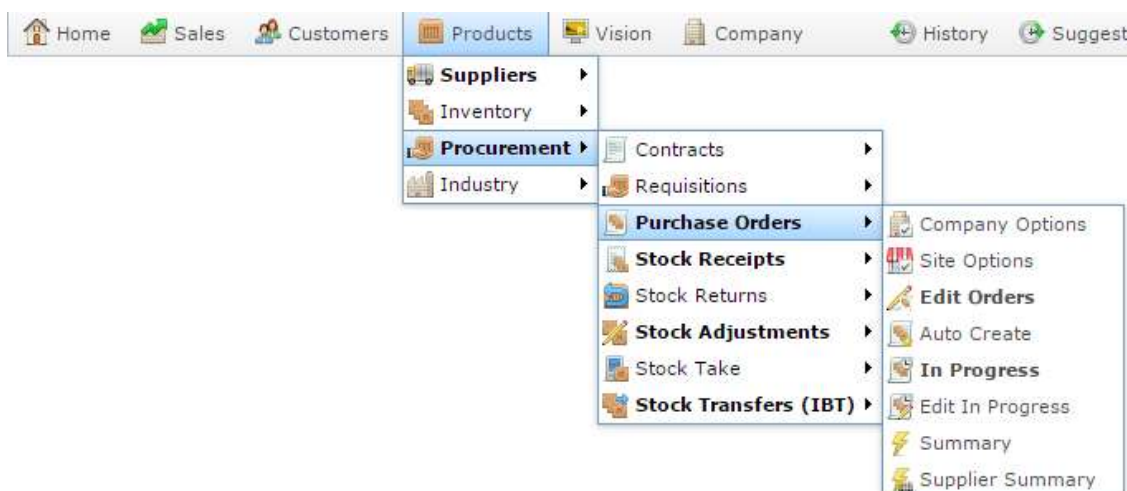 Home Sales Customers Products Vision Company History Suggest
Suppliers
Inventory
Procurement
Industry
Contracts
Requisitions
Purchase Orders
Stock Receipts
Stock Returns
Stock Adjustments
Stock Take
Stock Transfers (IBT)
Company Options
Site Options
Edit Orders
Auto Create
In Progress
Edit In Progress
Summary
Supplier Summary